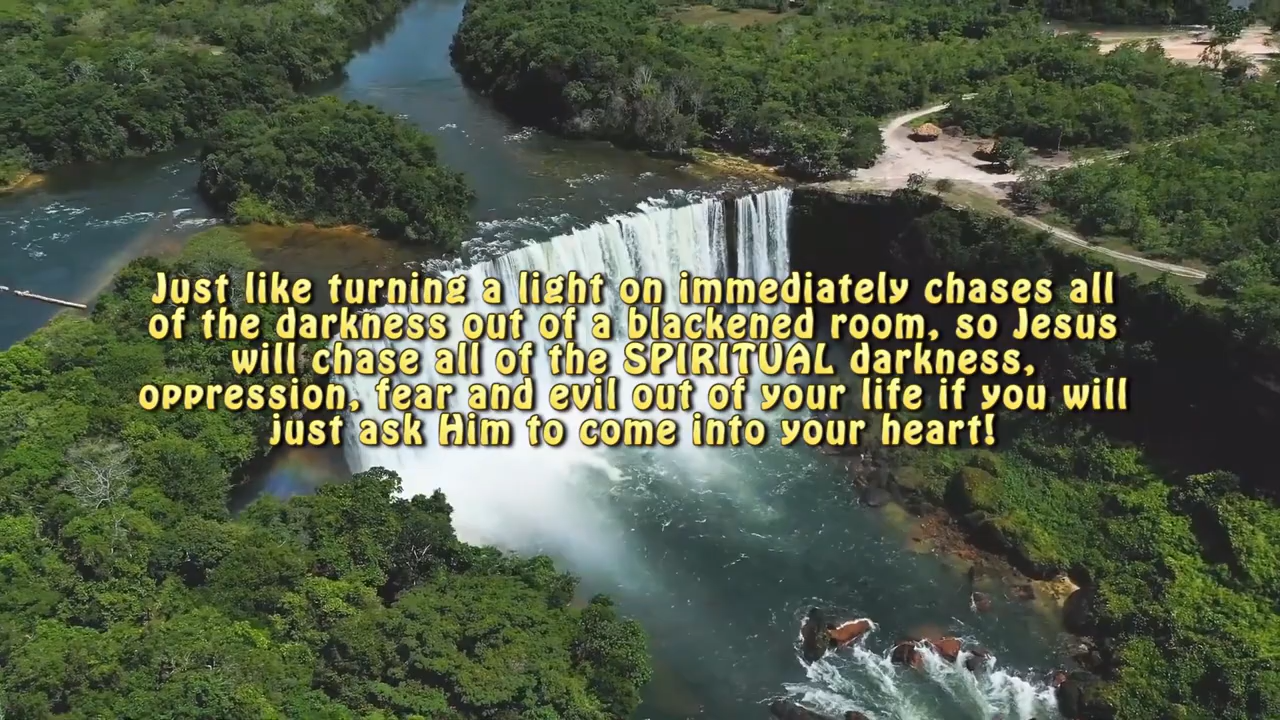 Just like turning a light on immediately chases all
of the darkness out of a blackened room, so Jesus
will chase all of the SPIRITUAL darkness,
oppression, fear and evil out of your life if you will
just ask Him to come into your heart!